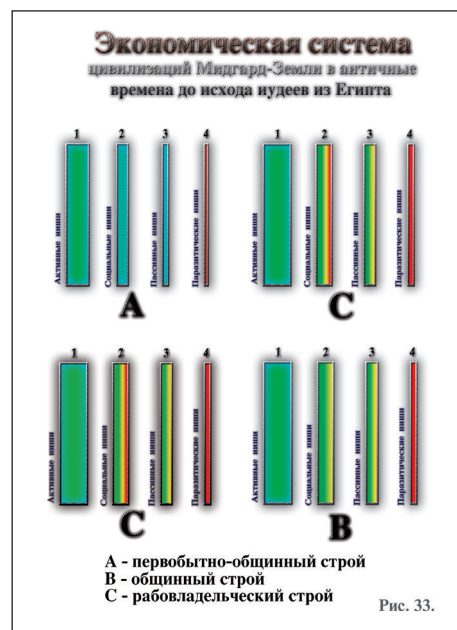 Экономическая система
цивилизаций Мидгард-Земли в античные
времена до исхода иудеев из Египта
1 2 3 4
Активные ниши
Социальные ниши
Пассивные ниши
Паразитические ниши
A
1 2 3 4
Активные ниши
Социальные ниши
Пассивные ниши
Паразитические ниши
C
1 2 3 4
Активные ниши
Социальные ниши
Пассивные ниши
Паразитические ниши
C
1 2 3 4
Активные ниши
Социальные ниши
Пассивные ниши
Паразитические ниши
B
A - первобытно-общинный строй
B - общинный строй
C - рабовладельческий строй
Рис. 33.